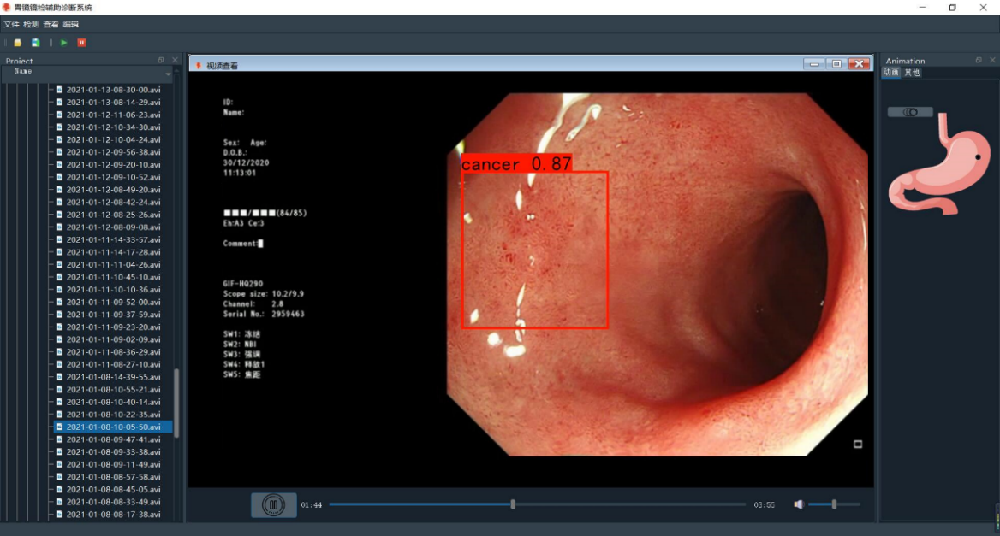 胃镜镜检辅助诊断系统
文件 检测 查看 编辑
Project
Name
2021-01-13-08-30-00.avi
2021-01-13-08-14-29.avi
2021-01-12-11-06-23.avi
2021-01-12-10-34-30.avi
2021-01-12-10-04-24.avi
2021-01-12-09-56-38.avi
2021-01-12-09-20-10.avi
2021-01-12-09-10-52.avi
2021-01-12-08-49-20.avi
2021-01-12-08-42-24.avi
2021-01-12-08-25-26.avi
2021-01-12-08-09-08.avi
2021-01-11-14-33-57.avi
2021-01-11-14-17-28.avi
2021-01-11-11-04-26.avi
2021-01-11-10-45-10.avi
2021-01-11-10-10-36.avi
2021-01-11-09-52-00.avi
2021-01-11-09-37-59.avi
2021-01-11-09-23-20.avi
2021-01-11-09-02-09.avi
2021-01-11-08-36-29.avi
2021-01-11-08-27-10.avi
2021-01-08-14-39-55.avi
2021-01-08-10-55-21.avi
2021-01-08-10-40-14.avi
2021-01-08-10-22-35.avi
2021-01-08-10-05-50.avi
2021-01-08-09-47-41.avi
2021-01-08-09-33-38.avi
2021-01-08-09-11-49.avi
2021-01-08-08-57-58.avi
2021-01-08-08-45-05.avi
2021-01-08-08-33-49.avi
2021-01-08-08-17-38.avi
视频查看
ID:
Name:
Sex: Age:
D.O.B.:
30/12/2020
11:13:01
■■■/■■■(84/85)
Eh:A3 Ce:3
Comment:
GIF-HQ290
Scope size: 10.2/9.9
Channel: 2.8
Serial No.: 2959463
SW1: 冻结
SW2: NBI
SW3: 强调
SW4: 释放1
SW5: 焦距
cancer 0.87
01:44
03:55
Animation
动画 其他